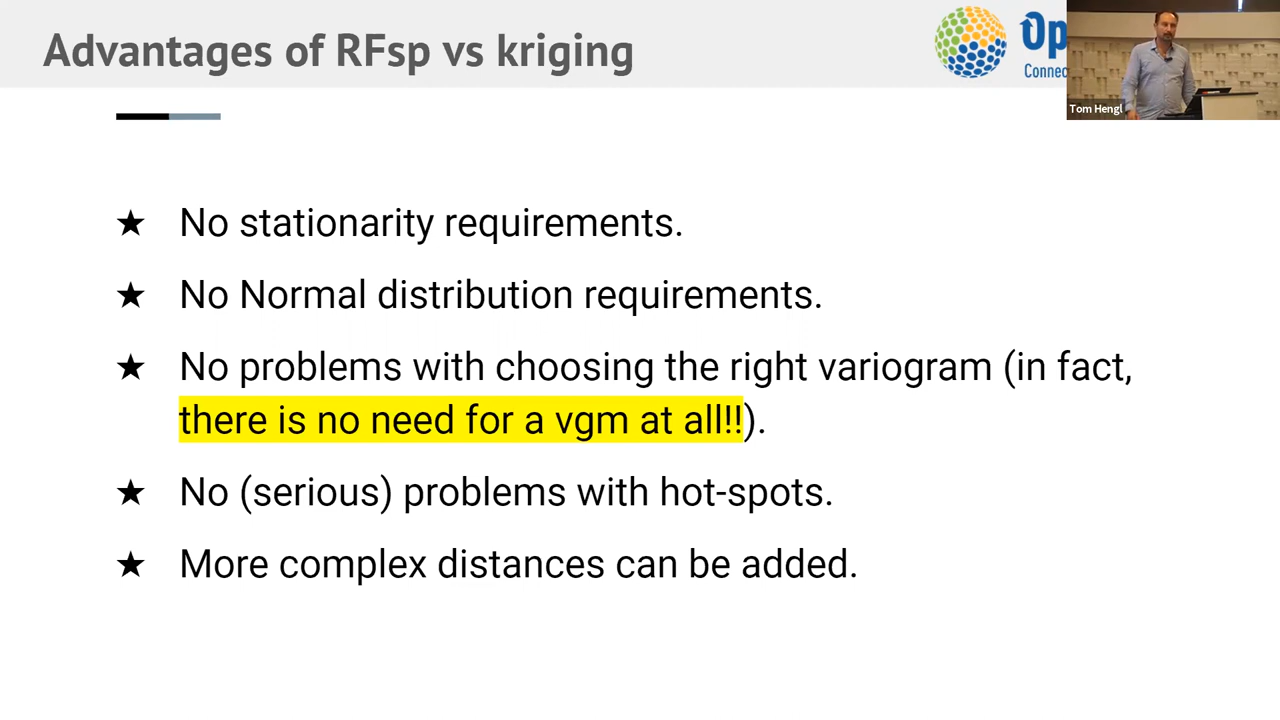 Advantages of RFsp vs kriging
Op
Connec
Tom Hengl
★ No stationarity requirements.
★ No Normal distribution requirements.
★ No problems with choosing the right variogram (in fact,
there is no need for a vgm at all!!).
★ No (serious) problems with hot-spots.
★ More complex distances can be added.